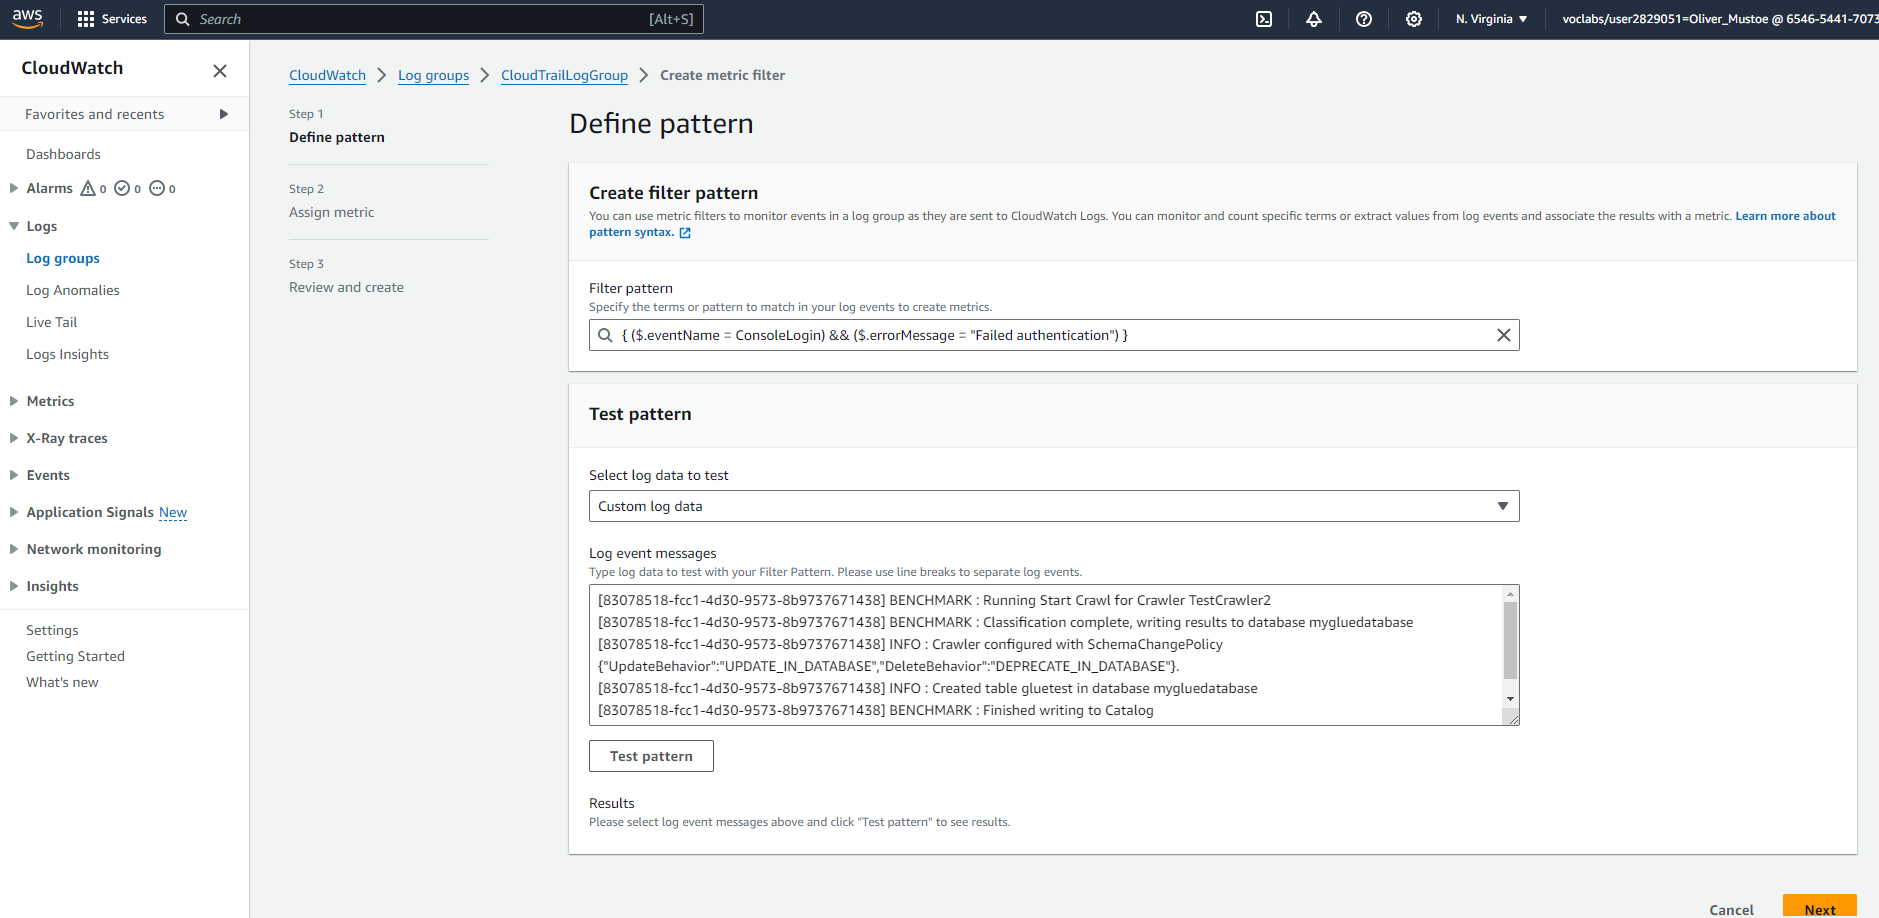 aws
Services
Search
[Alt+S]
N. Virginia
voclabs/user2829051=Oliver_Mustoe @ 6546-5441-7073
CloudWatch
Favorites and recents
Dashboards
Alarms 0 0 0
Logs
Log groups
Log Anomalies
Live Tail
Logs Insights
Metrics
X-Ray traces
Events
Application Signals New
Network monitoring
Insights
Settings
Getting Started
What's new
CloudWatch > Log groups > CloudTrailLogGroup > Create metric filter
Step 1
Define pattern
Step 2
Assign metric
Step 3
Review and create
Define pattern
Create filter pattern
You can use metric filters to monitor events in a log group as they are sent to CloudWatch Logs. You can monitor and count specific terms or extract values from log events and associate the results with a metric. Learn more about
pattern syntax.
Filter pattern
Specify the terms or pattern to match in your log events to create metrics.
{ ($.eventName = ConsoleLogin) && ($.errorMessage = "Failed authentication") }
Test pattern
Select log data to test
Custom log data
Log event messages
Type log data to test with your Filter Pattern. Please use line breaks to separate log events.
[83078518-fcc1-4d30-9573-8b9737671438] BENCHMARK : Running Start Crawl for Crawler TestCrawler2
[83078518-fcc1-4d30-9573-8b9737671438] BENCHMARK : Classification complete, writing results to database mygluedatabase
[83078518-fcc1-4d30-9573-8b9737671438] INFO : Crawler configured with SchemaChangePolicy
{"UpdateBehavior":"UPDATE_IN_DATABASE","DeleteBehavior":"DEPRECATE_IN_DATABASE"}.
[83078518-fcc1-4d30-9573-8b9737671438] INFO : Created table gluetest in database mygluedatabase
[83078518-fcc1-4d30-9573-8b9737671438] BENCHMARK : Finished writing to Catalog
Test pattern
Results
Please select log event messages above and click "Test pattern" to see results.
Cancel
Next